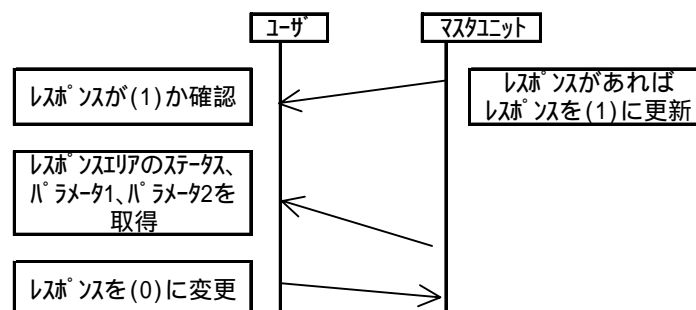 ﾕｰｻﾞ
ﾏｽﾀﾕﾆｯﾄ
ﾚｽﾎﾟﾝｽが(1)か確認
ﾚｽﾎﾟﾝｽがあれば
ﾚｽﾎﾟﾝｽを(1)に更新
ﾚｽﾎﾟﾝｽｴﾘｱのｽﾃｰﾀｽ、
ﾊﾟﾗﾒｰﾀ1、ﾊﾟﾗﾒｰﾀ2を
取得
ﾚｽﾎﾟﾝｽを(0)に変更